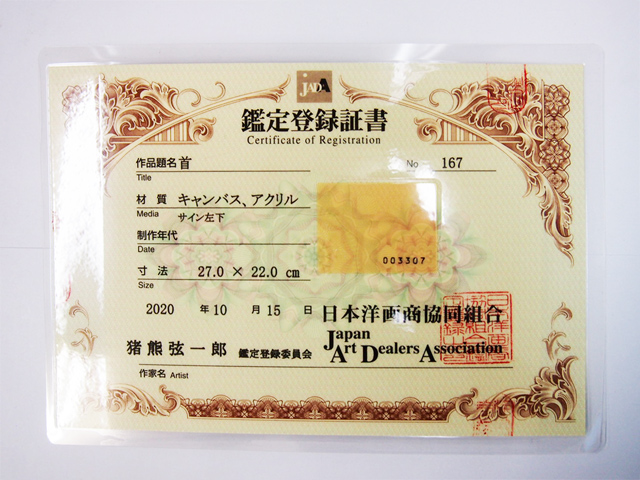 JADA
鑑定登録証書
Certificate of Registration
作品題名 首
Title
No. 167
材質 キャンバス、アクリル
Media サイン左下
制作年代
Date
003307
寸法 27.0 × 22.0 cm
Size
2020 年 10 月 15 日
日本洋画商協同組合
Japan
Art Dealers Association
猪熊弦一郎 鑑定登録委員会
作家名 Artist